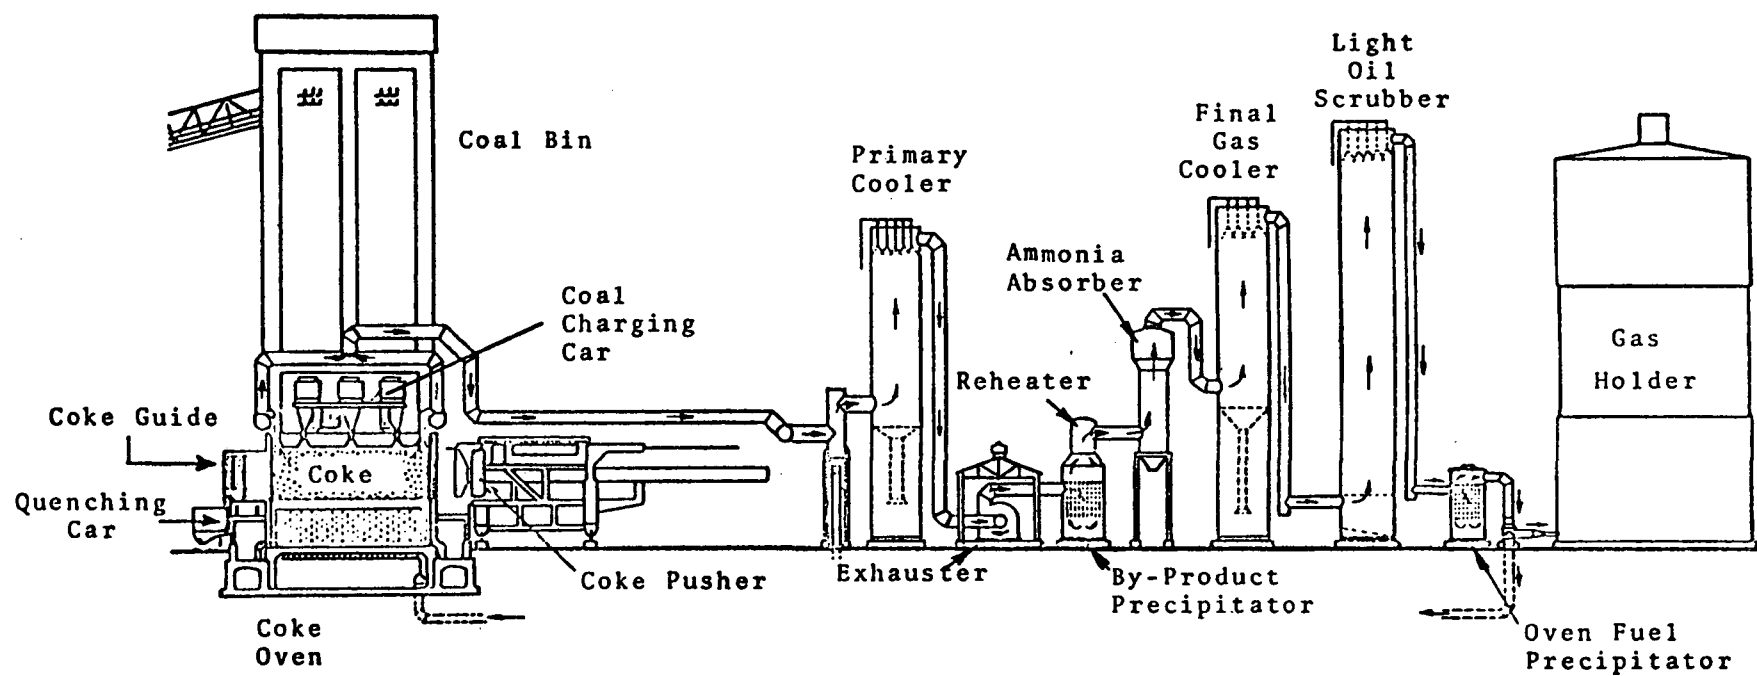 Light
Oil
Scrubber
Final
Gas
Cooler
Coal Bin
Primary
Cooler
Ammonia
Absorber
Coal
Charging
Car
Gas
Holder
Reheater
Coke Guide
Coke
Quenching
Car
Coke Pusher
Exhauster
By-Product
Precipitator
Coke
Oven
Oven Fuel
Precipitator